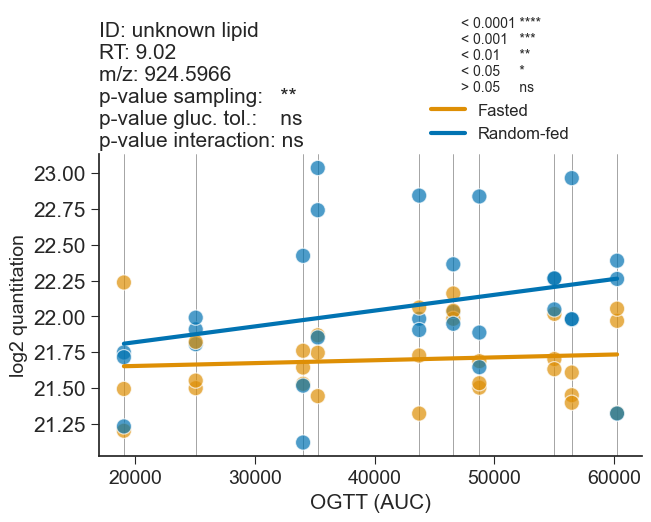 ID: unknown lipid
RT: 9.02
m/z: 924.5966
p-value sampling: **
p-value gluc. tol.: ns
p-value interaction: ns
< 0.0001 ****
< 0.001 ***
< 0.01 **
< 0.05 *
> 0.05 ns
Fasted
Random-fed
log2 quantitation
23.00
22.75
22.50
22.25
22.00
21.75
21.50
21.25
20000 30000 40000 50000 60000
OGTT (AUC)